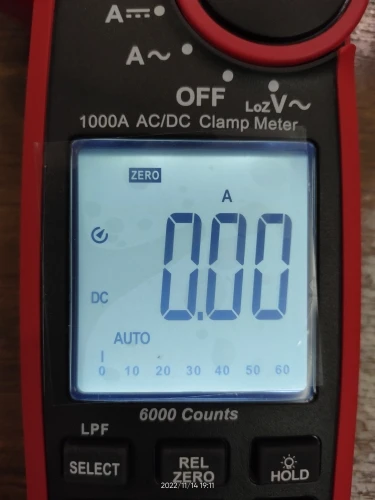 A⎓
A～
OFF
LoZV～
1000A AC/DC Clamp Meter
ZERO
A
DC
0.00
AUTO
0 10 20 30 40 50 60
6000 Counts
LPF
SELECT
REL
ZERO
HOLD
2022/11/14 19:11